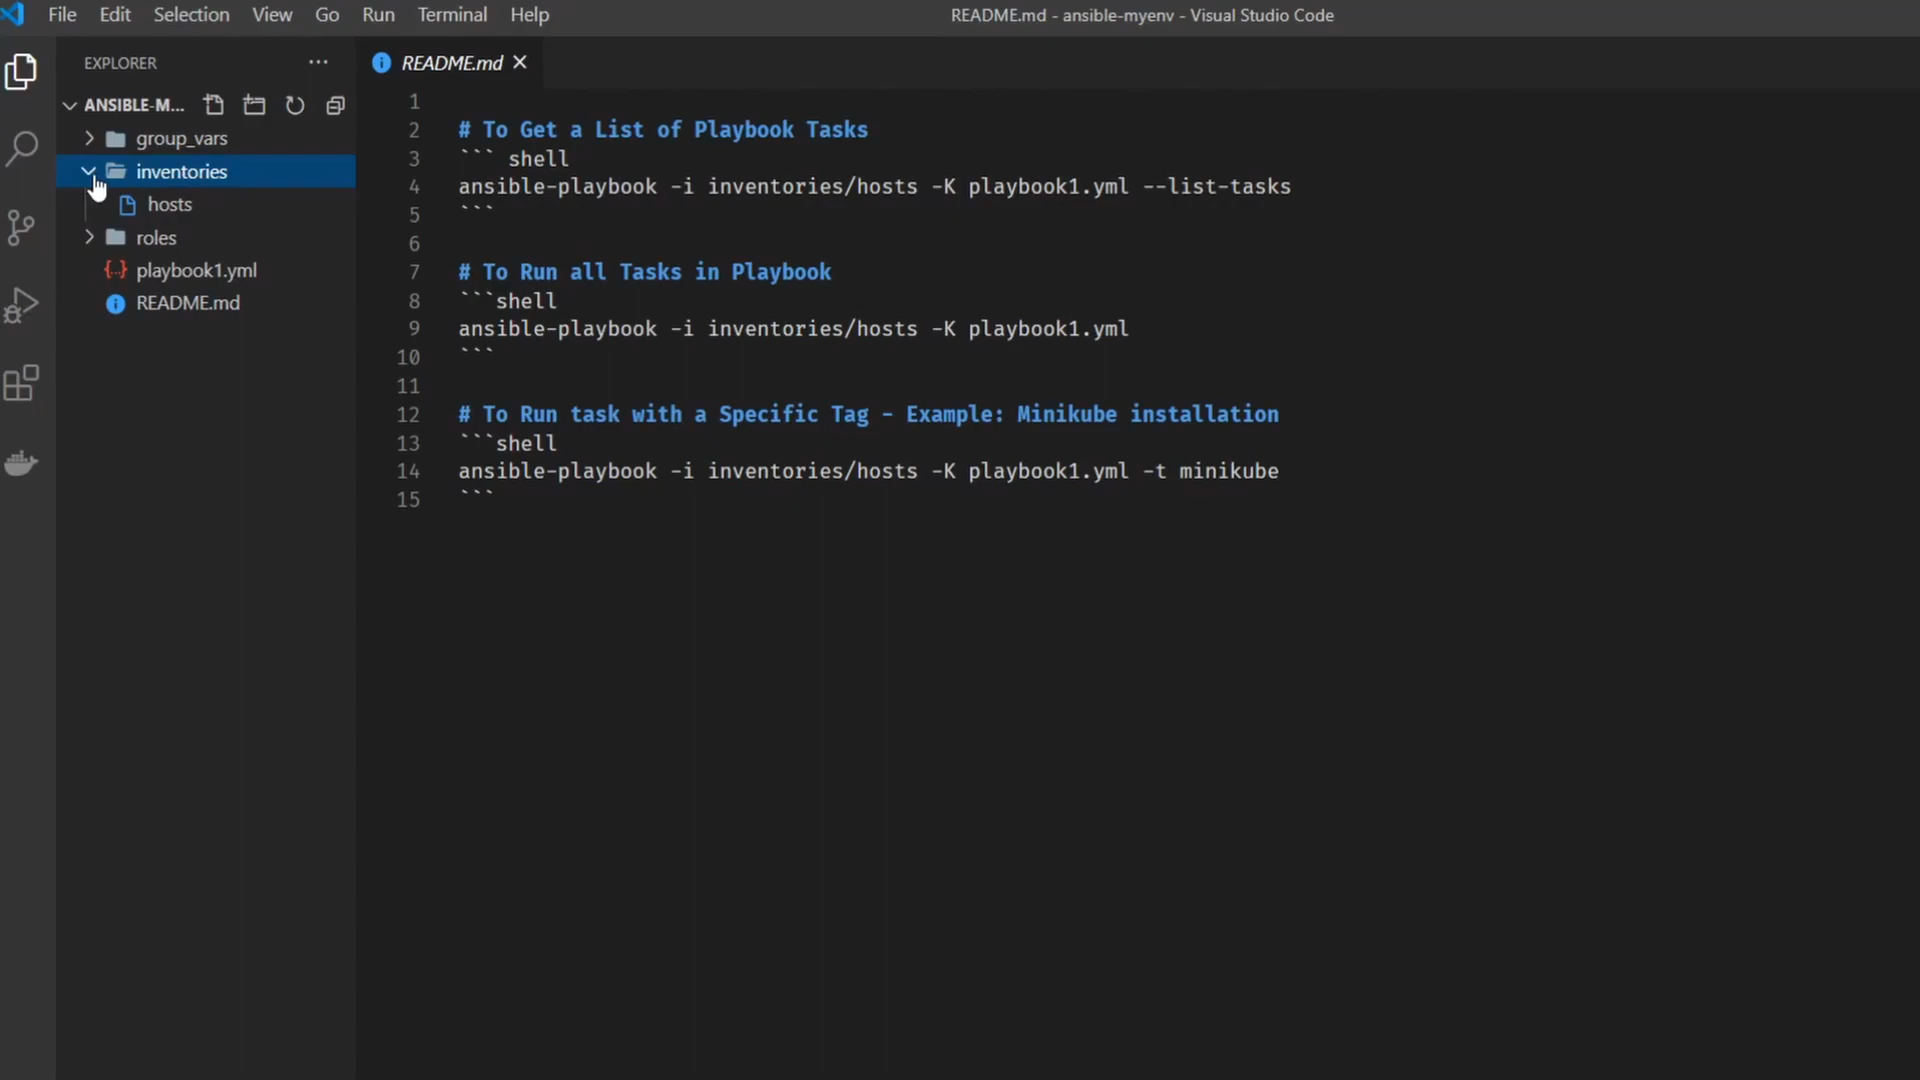 File Edit Selection View Go Run Terminal Help
README.md - ansible-myenv - Visual Studio Code
EXPLORER
ANSIBLE-M...
group_vars
inventories
hosts
roles
playbook1.yml
README.md
README.md
1
2 # To Get a List of Playbook Tasks
3 ``` shell
4 ansible-playbook -i inventories/hosts -K playbook1.yml --list-tasks
5 ```
6
7 # To Run all Tasks in Playbook
8 ```shell
9 ansible-playbook -i inventories/hosts -K playbook1.yml
10 ```
11
12 # To Run task with a Specific Tag - Example: Minikube installation
13 ```shell
14 ansible-playbook -i inventories/hosts -K playbook1.yml -t minikube
15 ```